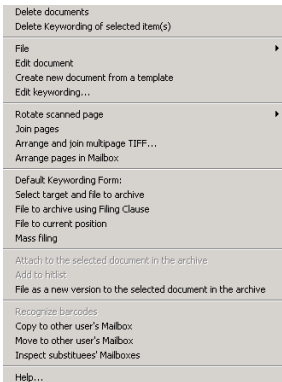 Delete documents
Delete Keywording of selected item(s)
File
Edit document
Create new document from a template
Edit keywording...
Rotate scanned page
Join pages
Arrange and join multipage TIFF...
Arrange pages in Mailbox
Default Keywording Form:
Select target and file to archive
File to archive using Filing Clause
File to current position
Mass filing
Attach to the selected document in the archive
Add to hitlist
File as a new version to the selected document in the archive
Recognize barcodes
Copy to other user's Mailbox
Move to other user's Mailbox
Inspect substituees' Mailboxes
Help...